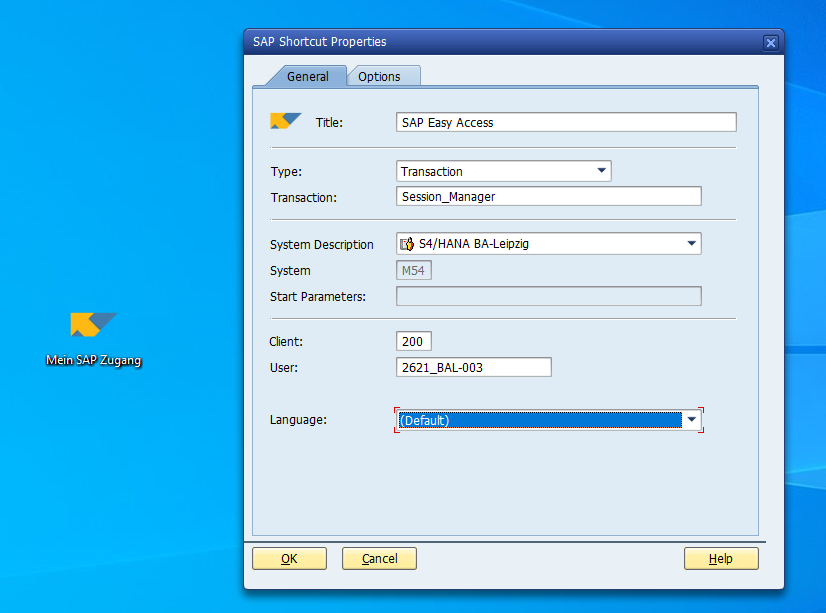 SAP Shortcut Properties
General Options
Title: SAP Easy Access
Type: Transaction
Transaction: Session_Manager
System Description S4/HANA BA-Leipzig
System M54
Start Parameters:
Client: 200
User: 2621_BAL-003
Language: (Default)
OK Cancel Help
Mein SAP Zugang